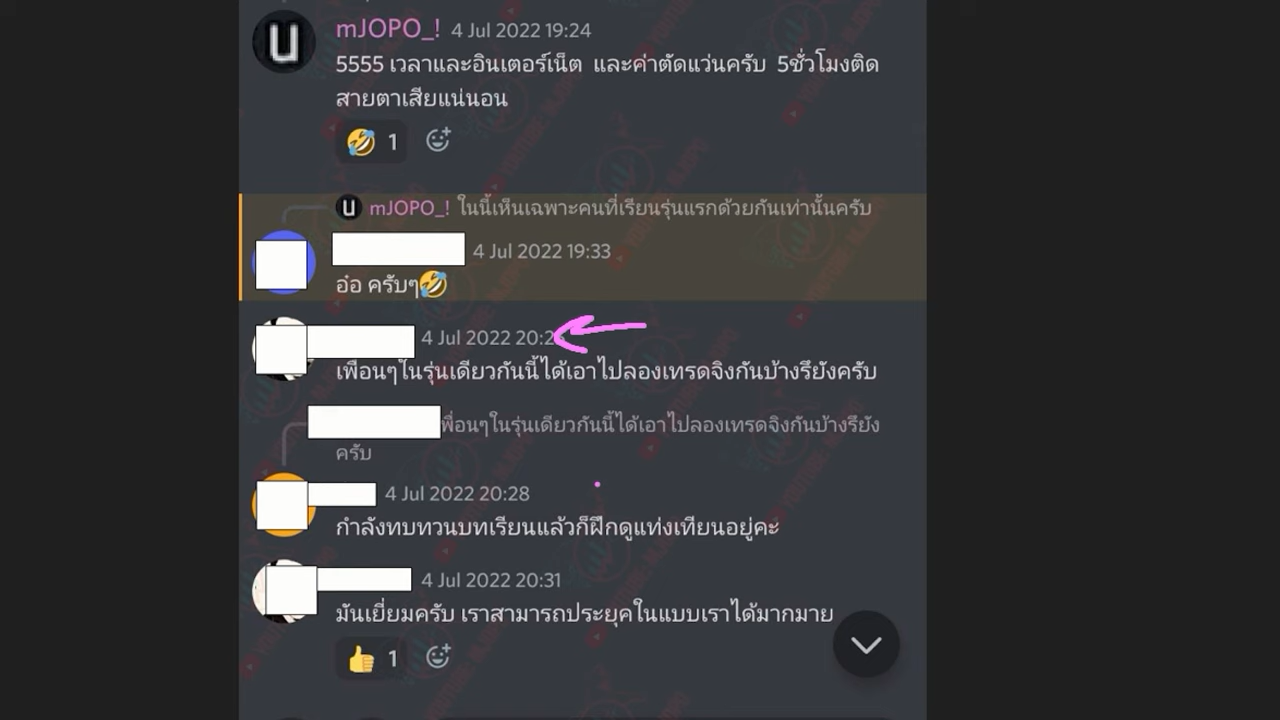 mJOPO_! 4 Jul 2022 19:24
5555 เวลาและอินเตอร์เน็ต และค่าตัดแว่นครับ 5ชั่วโมงติด
สายตาเสียแน่นอน
🤣 1
mJOPO_! ในนี้เห็นเฉพาะคนที่เรียนรุ่นแรกด้วยกันเท่านั้นครับ
4 Jul 2022 19:33
อ๋อ ครับๆ🤣
4 Jul 2022
เพื่อนๆในรุ่นเดียวกันนี้ได้เอาไปลองเทรดจิงกันบ้างรึยังครับ
พื่อนๆในรุ่นเดียวกันนี้ได้เอาไปลองเทรดจิงกันบ้างรึยัง
ครับ
4 Jul 2022 20:28
กำลังทบทวนบทเรียนแล้วก็ฝึกดูแท่งเทียนอยู่คะ
4 Jul 2022 20:31
มันเยี่ยมครับ เราสามารถประยุคในแบบเราได้มากมาย
👍 1